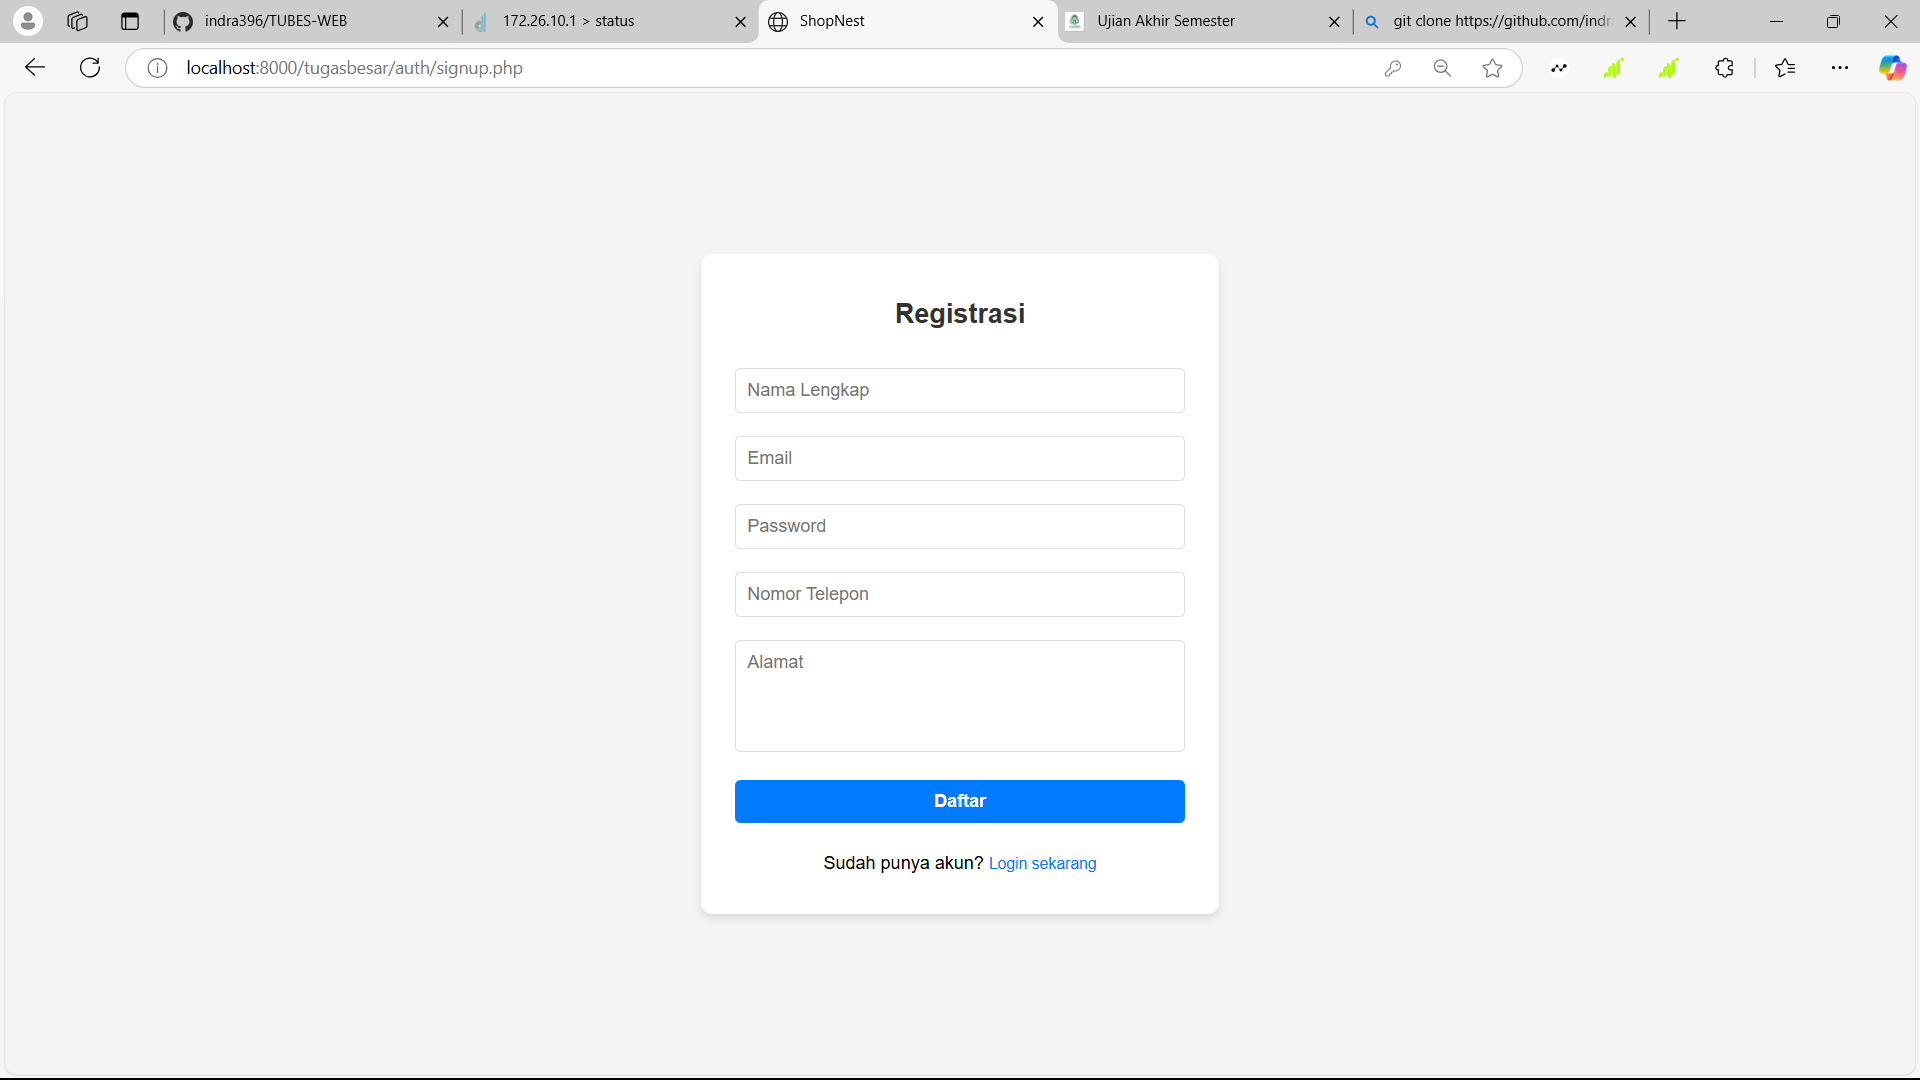 indra396/TUBES-WEB
172.26.10.1 > status
ShopNest
Ujian Akhir Semester
git clone https://github.com/indr
localhost:8000/tugasbesar/auth/signup.php
Registrasi
Nama Lengkap
Email
Password
Nomor Telepon
Alamat
Daftar
Sudah punya akun? Login sekarang